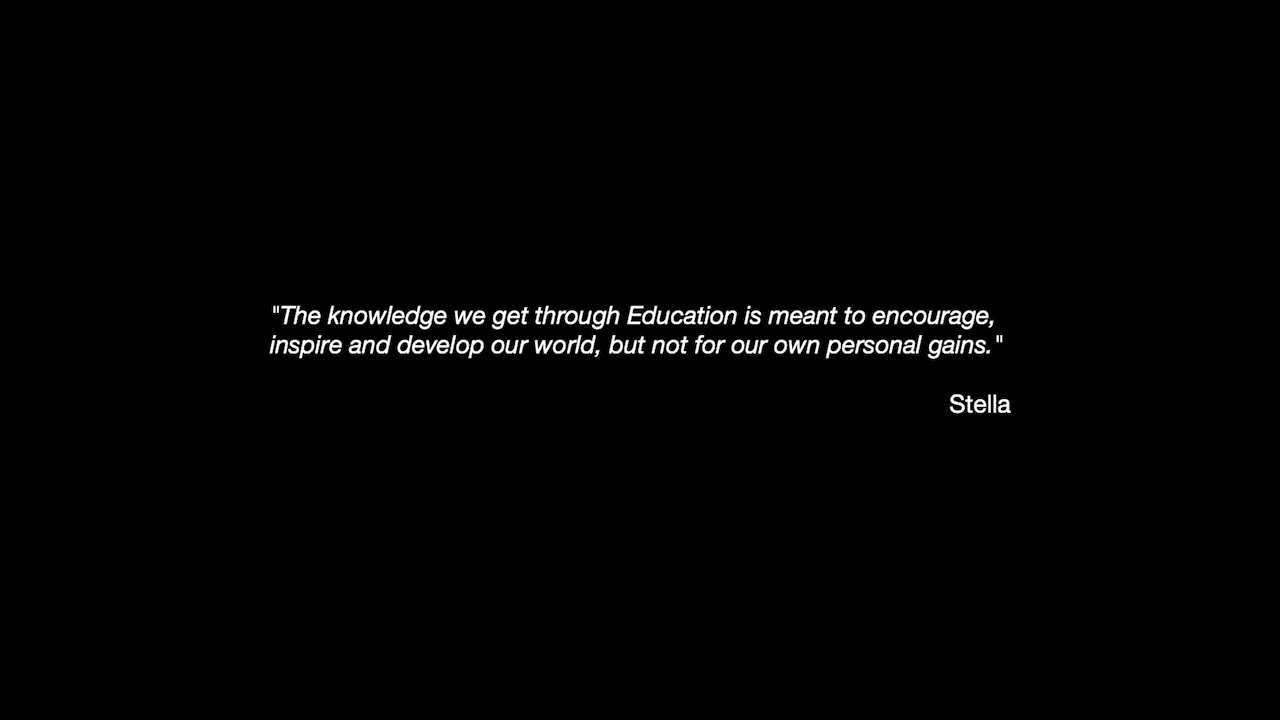 "The knowledge we get through Education is meant to encourage,
inspire and develop our world, but not for our own personal gains."
Stella